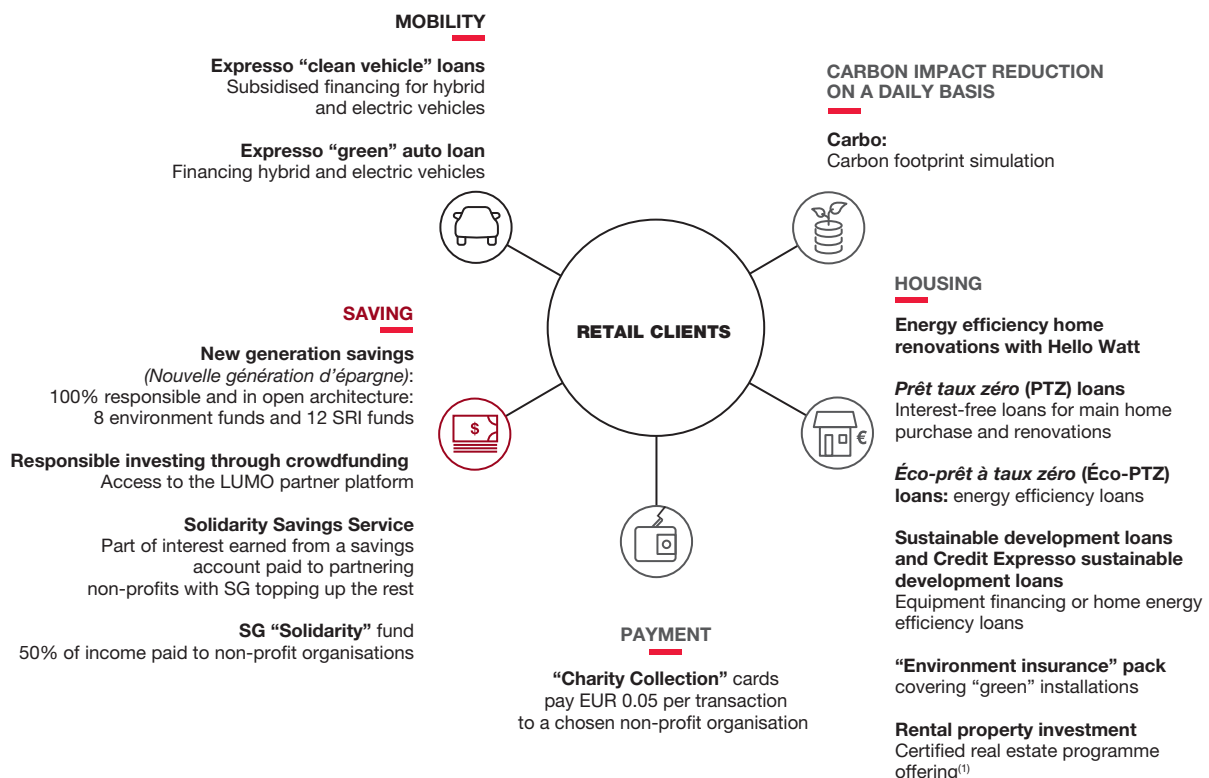 MOBILITY
Expresso “clean vehicle” loans
Subsidised financing for hybrid
and electric vehicles
Expresso “green” auto loan
Financing hybrid and electric vehicles
CARBON IMPACT REDUCTION
ON A DAILY BASIS
Carbo:
Carbon footprint simulation
RETAIL CLIENTS
SAVING
New generation savings
(Nouvelle génération d’épargne):
100% responsible and in open architecture:
8 environment funds and 12 SRI funds
Responsible investing through crowdfunding
Access to the LUMO partner platform
Solidarity Savings Service
Part of interest earned from a savings
account paid to partnering
non-profits with SG topping up the rest
SG “Solidarity” fund
50% of income paid to non-profit organisations
$
€
PAYMENT
“Charity Collection” cards
pay EUR 0.05 per transaction
to a chosen non-profit organisation
HOUSING
Energy efficiency home
renovations with Hello Watt
Prêt taux zéro (PTZ) loans
Interest-free loans for main home
purchase and renovations
Éco-prêt à taux zéro (Éco-PTZ)
loans: energy efficiency loans
Sustainable development loans
and Credit Expresso sustainable
development loans
Equipment financing or home energy
efficiency loans
“Environment insurance” pack
covering “green” installations
Rental property investment
Certified real estate programme
offering(1)